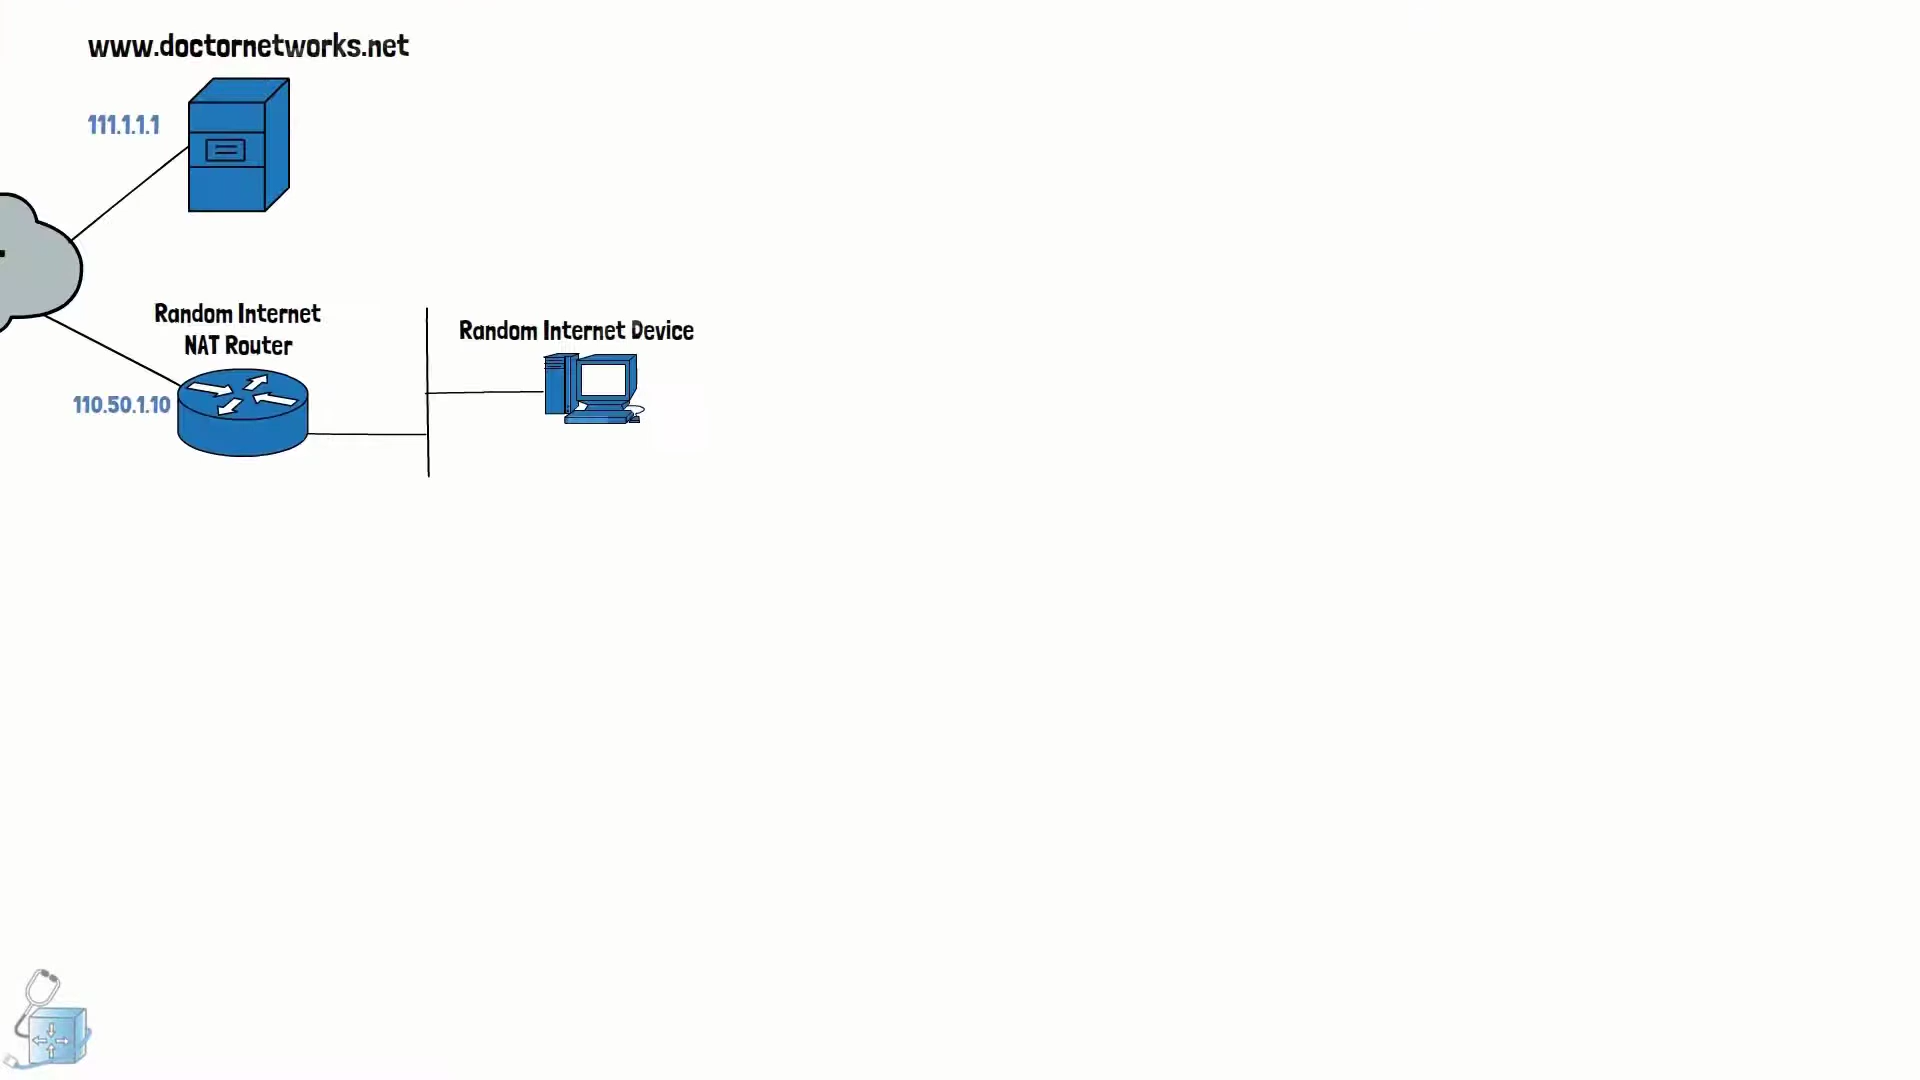 www.doctornetworks.net
111.1.1.1
Random Internet
NAT Router
Random Internet Device
110.50.1.10